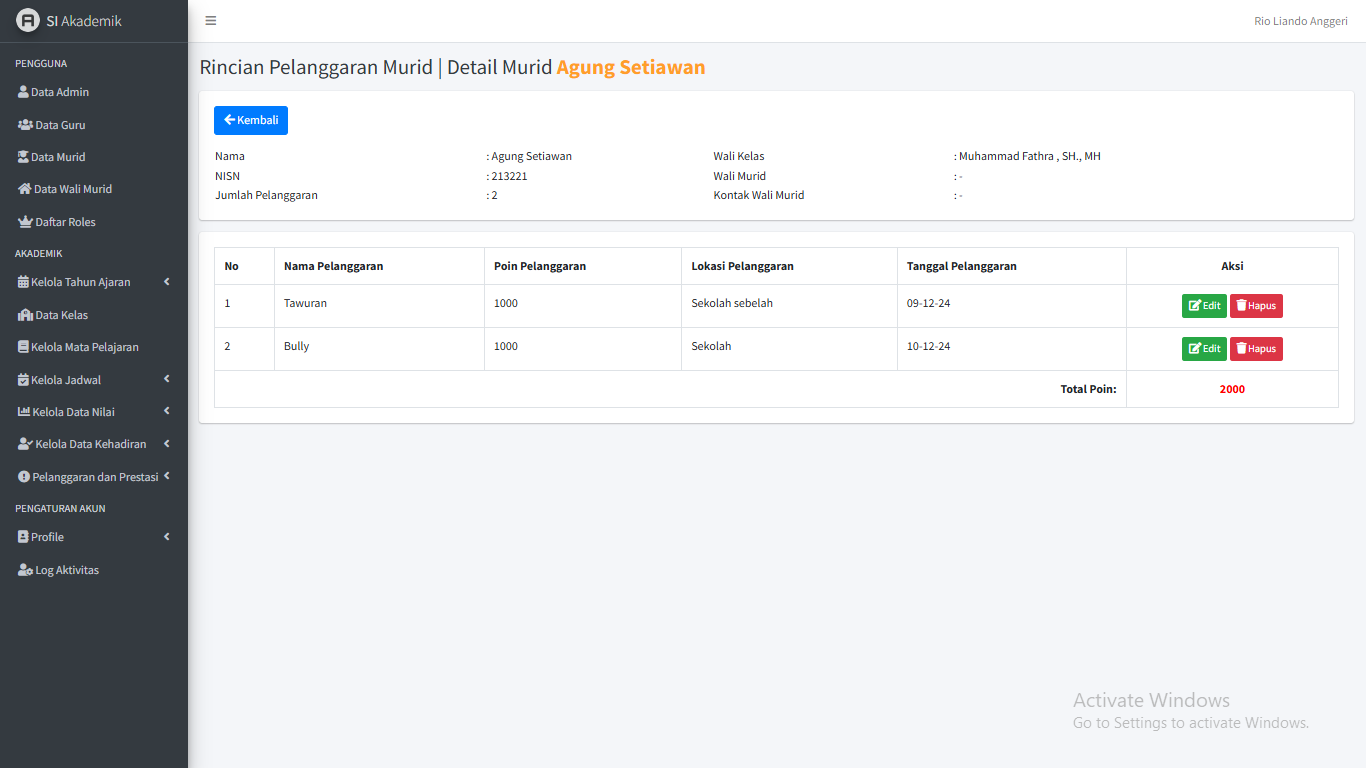 SI Akademik
Rio Liando Anggeri
PENGGUNA
Data Admin
Data Guru
Data Murid
Data Wali Murid
Daftar Roles
AKADEMIK
Kelola Tahun Ajaran
Data Kelas
Kelola Mata Pelajaran
Kelola Jadwal
Kelola Data Nilai
Kelola Data Kehadiran
Pelanggaran dan Prestasi
PENGATURAN AKUN
Profile
Log Aktivitas
Rincian Pelanggaran Murid | Detail Murid Agung Setiawan
Kembali
Nama : Agung Setiawan Wali Kelas : Muhammad Fathra , SH., MH
NISN : 213221 Wali Murid : -
Jumlah Pelanggaran : 2 Kontak Wali Murid : -
No Nama Pelanggaran Poin Pelanggaran Lokasi Pelanggaran Tanggal Pelanggaran Aksi
1 Tawuran 1000 Sekolah sebelah 09-12-24 Edit Hapus
2 Bully 1000 Sekolah 10-12-24 Edit Hapus
Total Poin: 2000
Activate Windows
Go to Settings to activate Windows.